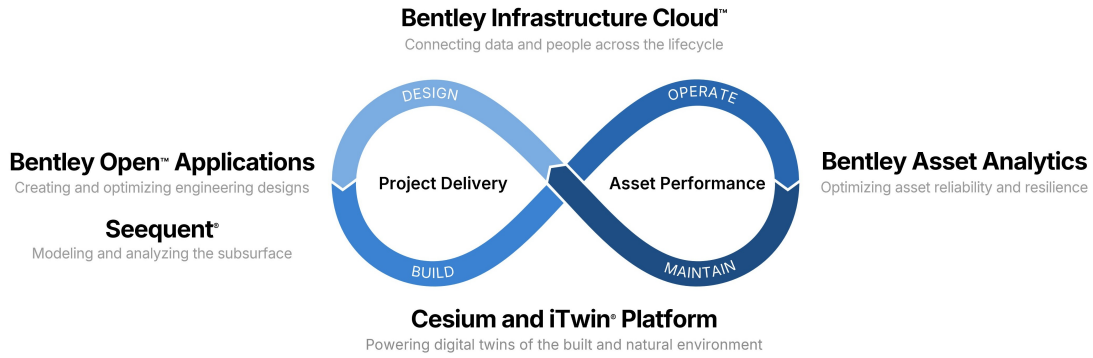 Bentley Infrastructure Cloud™
Connecting data and people across the lifecycle
DESIGN
OPERATE
Bentley Open™ Applications
Creating and optimizing engineering designs
Seequent®
Modeling and analyzing the subsurface
Project Delivery
Asset Performance
Bentley Asset Analytics
Optimizing asset reliability and resilience
BUILD
MAINTAIN
Cesium and iTwin® Platform
Powering digital twins of the built and natural environment